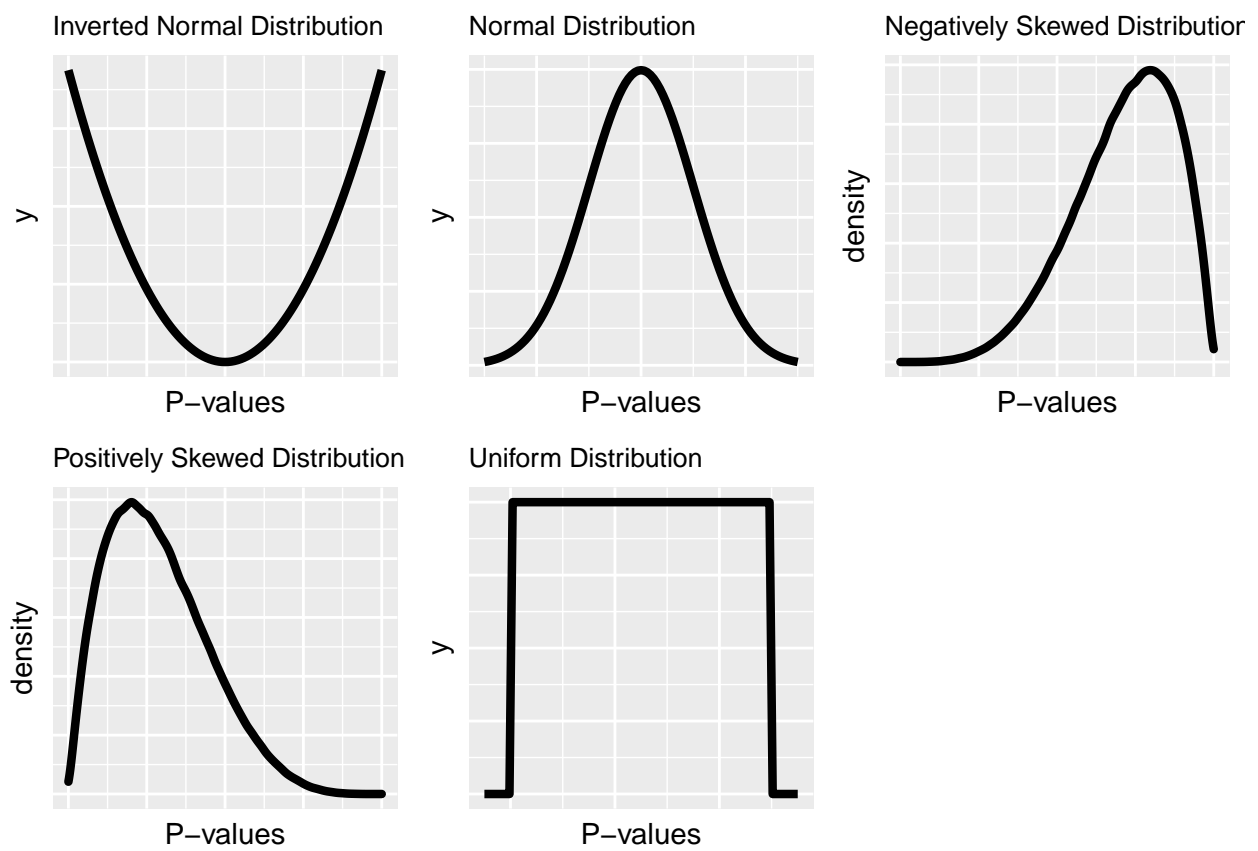 Inverted Normal Distribution
y
P−values
Normal Distribution
y
P−values
Negatively Skewed Distribution
density
P−values
Positively Skewed Distribution
density
P−values
Uniform Distribution
y
P−values